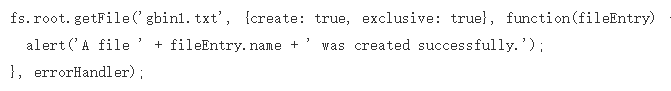 fs.root.getFile('gbin1.txt', {create: true, exclusive: true}, function(fileEntry)
alert('A file ' + fileEntry.name + ' was created successfully.');
}, errorHandler);